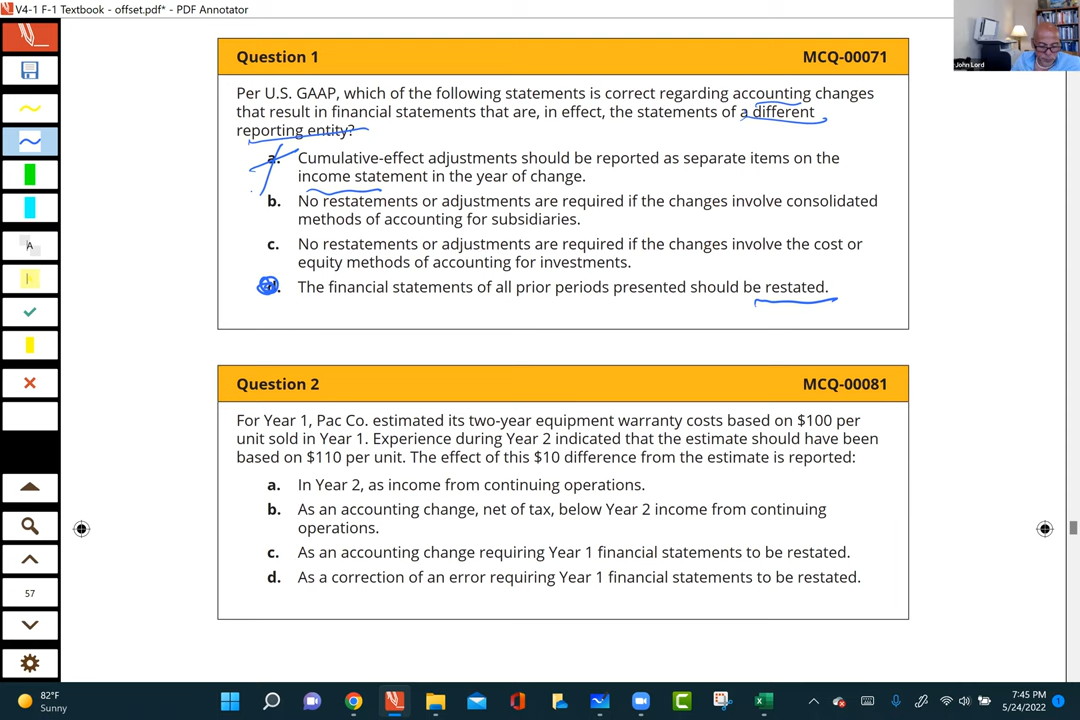 V4-1 F-1 Textbook - offset.pdf* - PDF Annotator
John Lord
Question 1 MCQ-00071
Per U.S. GAAP, which of the following statements is correct regarding accounting changes
that result in financial statements that are, in effect, the statements of a different
reporting entity?
a. Cumulative-effect adjustments should be reported as separate items on the
income statement in the year of change.
b. No restatements or adjustments are required if the changes involve consolidated
methods of accounting for subsidiaries.
c. No restatements or adjustments are required if the changes involve the cost or
equity methods of accounting for investments.
d. The financial statements of all prior periods presented should be restated.
Question 2 MCQ-00081
For Year 1, Pac Co. estimated its two-year equipment warranty costs based on $100 per
unit sold in Year 1. Experience during Year 2 indicated that the estimate should have been
based on $110 per unit. The effect of this $10 difference from the estimate is reported:
a. In Year 2, as income from continuing operations.
b. As an accounting change, net of tax, below Year 2 income from continuing
operations.
c. As an accounting change requiring Year 1 financial statements to be restated.
d. As a correction of an error requiring Year 1 financial statements to be restated.
A
57
82°F
Sunny
7:45 PM
5/24/2022
1